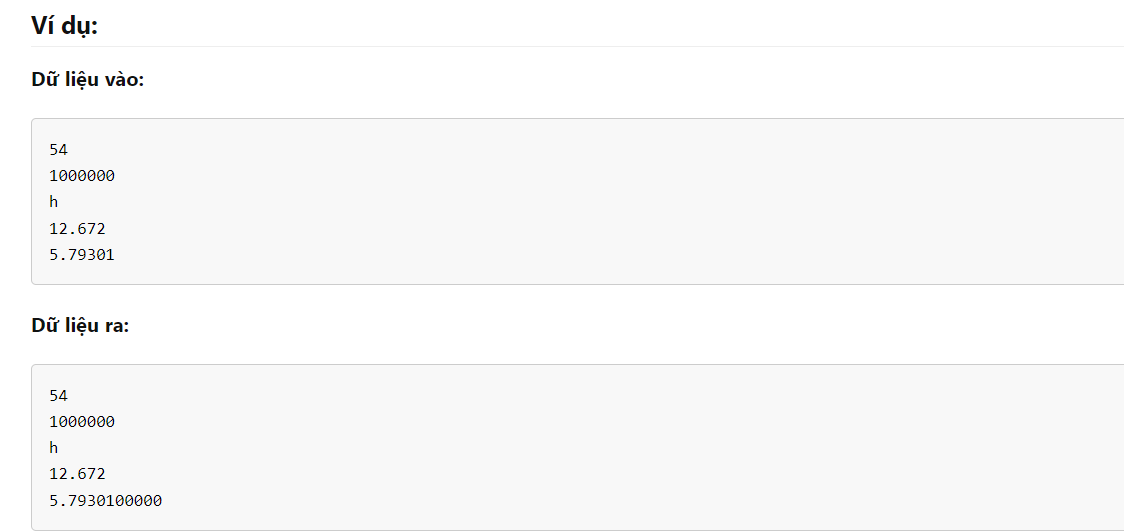 Ví dụ:
Dữ liệu vào:
54
1000000
h
12.672
5.79301
Dữ liệu ra:
54
1000000
h
12.672
5.7930100000